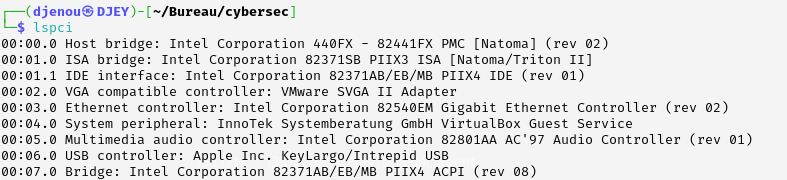 ┌──(djenou㉿DJEY)-[~/Bureau/cybersec]
└─$ lspci
00:00.0 Host bridge: Intel Corporation 440FX - 82441FX PMC [Natoma] (rev 02)
00:01.0 ISA bridge: Intel Corporation 82371SB PIIX3 ISA [Natoma/Triton II]
00:01.1 IDE interface: Intel Corporation 82371AB/EB/MB PIIX4 IDE (rev 01)
00:02.0 VGA compatible controller: VMware SVGA II Adapter
00:03.0 Ethernet controller: Intel Corporation 82540EM Gigabit Ethernet Controller (rev 02)
00:04.0 System peripheral: InnoTek Systemberatung GmbH VirtualBox Guest Service
00:05.0 Multimedia audio controller: Intel Corporation 82801AA AC'97 Audio Controller (rev 01)
00:06.0 USB controller: Apple Inc. KeyLargo/Intrepid USB
00:07.0 Bridge: Intel Corporation 82371AB/EB/MB PIIX4 ACPI (rev 08)